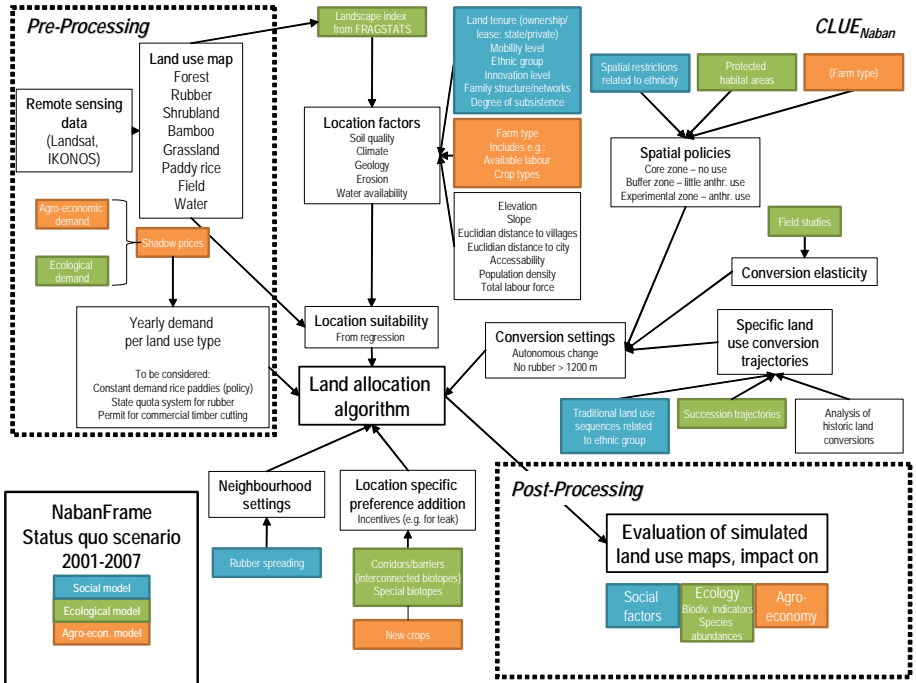 Pre-Processing
Land use map
Forest
Rubber
Shrubland
Bamboo
Grassland
Paddy rice
Field
Water
Remote sensing
data
(Landsat,
IKONOS)
Agro-economic
demand
Ecological
demand
Shadow prices
Yearly demand
per land use type
To be considered:
Constant demand rice paddies (policy)
State quota system for rubber
Permit for commercial timber cutting
Landscape index
from FRAGSTATS
Location factors
Soil quality
Climate
Geology
Erosion
Water availability
Land tenure (ownership/
lease; state/private)
Mobility level
Ethnic group
Innovation level
Family structure/networks
Degree of subsistence
Farm type
Includes e.g.:
Available labour
Crop types
Elevation
Slope
Euclidian distance to villages
Euclidian distance to city
Accessability
Population density
Total labour force
CLUE Naban
Spatial restrictions
related to ethnicity
Protected
habitat areas
(Farm type)
Spatial policies
Core zone – no use
Buffer zone – little anthr. use
Experimental zone – anthr. use
Field studies
Conversion elasticity
Location suitability
From regression
Conversion settings
Autonomous change
No rubber > 1200 m
Specific land
use conversion
trajectories
Land allocation
algorithm
Traditional land use
sequences related
to ethnic group
Succession trajectories
Analysis of
historic land
conversions
Neighbourhood
settings
Rubber spreading
Location specific
preference addition
Incentives (e.g. for teak)
Corridors/barriers
(interconnected biotopes)
Special biotopes
New crops
NabanFrame
Status quo scenario
2001-2007
Social model
Ecological model
Agro-econ. model
Post-Processing
Evaluation of simulated
land use maps, impact on
Social
factors
Ecology
Biodiv. indicators
Species
abundances
Agro-
economy